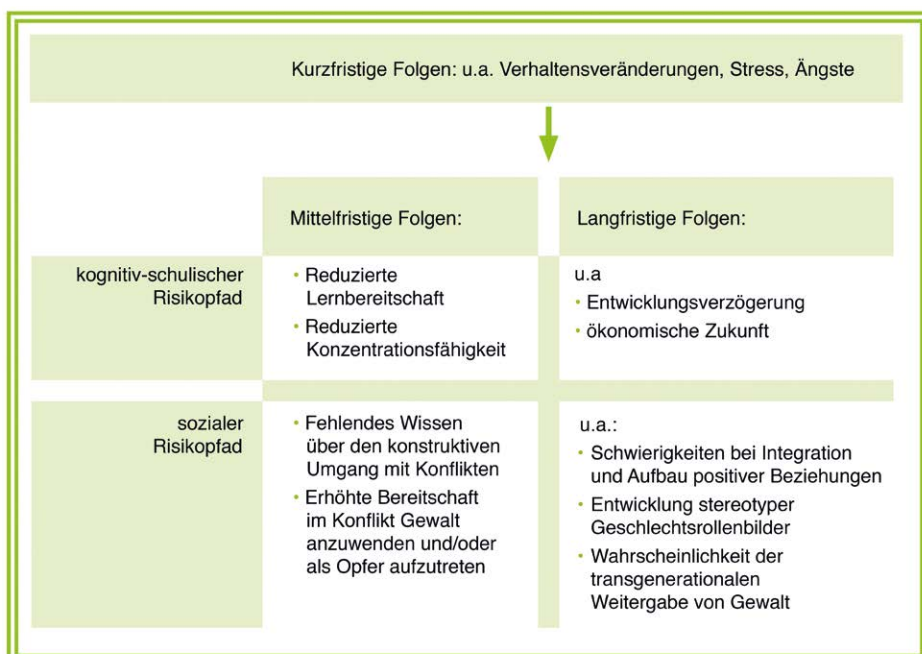 Kurzfristige Folgen: u.a. Verhaltensveränderungen, Stress, Ängste
Mittelfristige Folgen:
Langfristige Folgen:
kognitiv-schulischer
Risikopfad
• Reduzierte
Lernbereitschaft
• Reduzierte
Konzentrationsfähigkeit
u.a
• Entwicklungsverzögerung
• ökonomische Zukunft
sozialer
Risikopfad
• Fehlendes Wissen
über den konstruktiven
Umgang mit Konflikten
• Erhöhte Bereitschaft
im Konflikt Gewalt
anzuwenden und/oder
als Opfer aufzutreten
u.a.:
• Schwierigkeiten bei Integration
und Aufbau positiver Beziehungen
• Entwicklung stereotyper
Geschlechtsrollenbilder
• Wahrscheinlichkeit der
transgenerationalen
Weitergabe von Gewalt